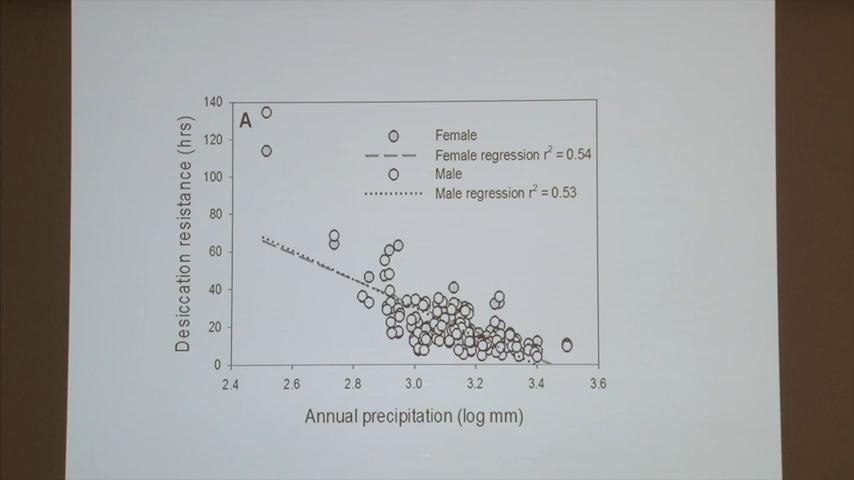 A
Female
Female regression r² = 0.54
Male
Male regression r² = 0.53
Desiccation resistance (hrs)
140
120
100
80
60
40
20
0
2.4 2.6 2.8 3.0 3.2 3.4 3.6
Annual precipitation (log mm)